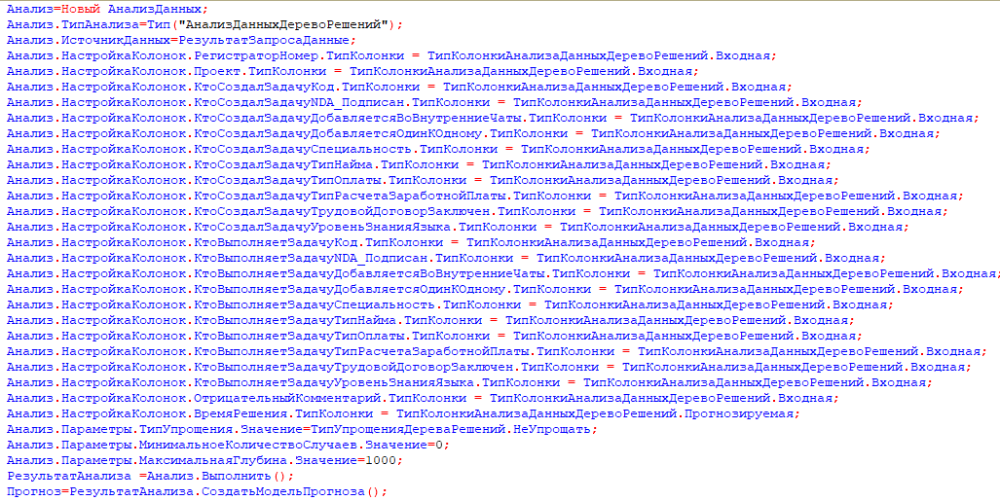 Анализ=Новый АнализДанных;
Анализ.ТипАнализа=Тип("АнализДанныхДеревоРешений");
Анализ.ИсточникДанных=РезультатЗапросаДанные;
Анализ.НастройкаКолонок.РегистраторНомер.ТипКолонки = ТипКолонкиАнализаДанныхДеревоРешений.Входная;
Анализ.НастройкаКолонок.Проект.ТипКолонки = ТипКолонкиАнализаДанныхДеревоРешений.Входная;
Анализ.НастройкаКолонок.КтоСоздалЗадачуКод.ТипКолонки = ТипКолонкиАнализаДанныхДеревоРешений.Входная;
Анализ.НастройкаКолонок.КтоСоздалЗадачуNDA_Подписан.ТипКолонки = ТипКолонкиАнализаДанныхДеревоРешений.Входная;
Анализ.НастройкаКолонок.КтоСоздалЗадачуДобавляетсяВоВнутренниеЧаты.ТипКолонки = ТипКолонкиАнализаДанныхДеревоРешений.Входная;
Анализ.НастройкаКолонок.КтоСоздалЗадачуДобавляетсяОдинКОдному.ТипКолонки = ТипКолонкиАнализаДанныхДеревоРешений.Входная;
Анализ.НастройкаКолонок.КтоСоздалЗадачуСпециальность.ТипКолонки = ТипКолонкиАнализаДанныхДеревоРешений.Входная;
Анализ.НастройкаКолонок.КтоСоздалЗадачуТипНайма.ТипКолонки = ТипКолонкиАнализаДанныхДеревоРешений.Входная;
Анализ.НастройкаКолонок.КтоСоздалЗадачуТипОплаты.ТипКолонки = ТипКолонкиАнализаДанныхДеревоРешений.Входная;
Анализ.НастройкаКолонок.КтоСоздалЗадачуТипРасчетаЗаработнойПлаты.ТипКолонки = ТипКолонкиАнализаДанныхДеревоРешений.Входная;
Анализ.НастройкаКолонок.КтоСоздалЗадачуТрудовойДоговорЗаключен.ТипКолонки = ТипКолонкиАнализаДанныхДеревоРешений.Входная;
Анализ.НастройкаКолонок.КтоСоздалЗадачуУровеньЗнанияЯзыка.ТипКолонки = ТипКолонкиАнализаДанныхДеревоРешений.Входная;
Анализ.НастройкаКолонок.КтоВыполняетЗадачуКод.ТипКолонки = ТипКолонкиАнализаДанныхДеревоРешений.Входная;
Анализ.НастройкаКолонок.КтоВыполняетЗадачуNDA_Подписан.ТипКолонки = ТипКолонкиАнализаДанныхДеревоРешений.Входная;
Анализ.НастройкаКолонок.КтоВыполняетЗадачуДобавляетсяВоВнутренниеЧаты.ТипКолонки = ТипКолонкиАнализаДанныхДеревоРешений.Входная;
Анализ.НастройкаКолонок.КтоВыполняетЗадачуДобавляетсяОдинКОдному.ТипКолонки = ТипКолонкиАнализаДанныхДеревоРешений.Входная;
Анализ.НастройкаКолонок.КтоВыполняетЗадачуСпециальность.ТипКолонки = ТипКолонкиАнализаДанныхДеревоРешений.Входная;
Анализ.НастройкаКолонок.КтоВыполняетЗадачуТипНайма.ТипКолонки = ТипКолонкиАнализаДанныхДеревоРешений.Входная;
Анализ.НастройкаКолонок.КтоВыполняетЗадачуТипОплаты.ТипКолонки = ТипКолонкиАнализаДанныхДеревоРешений.Входная;
Анализ.НастройкаКолонок.КтоВыполняетЗадачуТипРасчетаЗаработнойПлаты.ТипКолонки = ТипКолонкиАнализаДанныхДеревоРешений.Входная;
Анализ.НастройкаКолонок.КтоВыполняетЗадачуТрудовойДоговорЗаключен.ТипКолонки = ТипКолонкиАнализаДанныхДеревоРешений.Входная;
Анализ.НастройкаКолонок.КтоВыполняетЗадачуУровеньЗнанияЯзыка.ТипКолонки = ТипКолонкиАнализаДанныхДеревоРешений.Входная;
Анализ.НастройкаКолонок.ОтрицательныйКомментарий.ТипКолонки = ТипКолонкиАнализаДанныхДеревоРешений.Входная;
Анализ.НастройкаКолонок.ВремяРешения.ТипКолонки = ТипКолонкиАнализаДанныхДеревоРешений.Прогнозируемая;
Анализ.Параметры.ТипУпрощения.Значение=ТипУпрощенияДереваРешений.НеУпрощать;
Анализ.Параметры.МинимальноеКоличествоСлучаев.Значение=0;
Анализ.Параметры.МаксимальнаяГлубина.Значение=1000;
РезультатАнализа =Анализ.Выполнить();
Прогноз=РезультатАнализа.СоздатьМодельПрогноза();